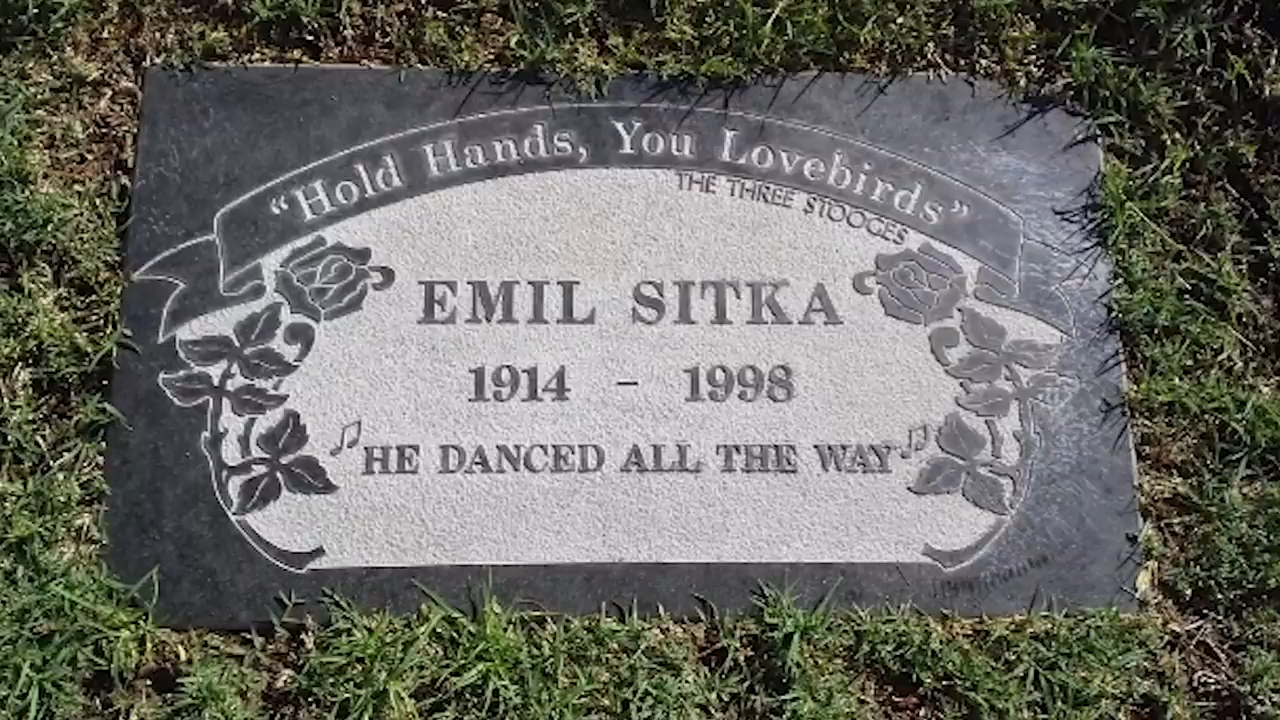 “Hold Hands, You Lovebirds”
THE THREE STOOGES
EMIL SITKA
1914 - 1998
HE DANCED ALL THE WAY